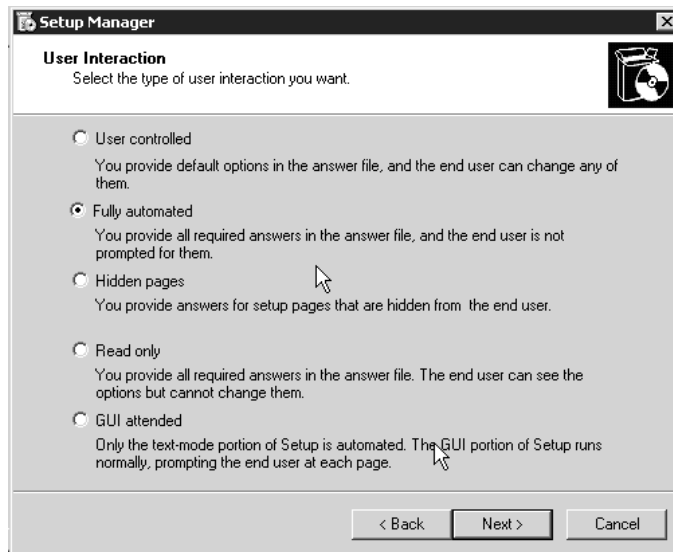 Setup Manager
User Interaction
Select the type of user interaction you want.
User controlled
You provide default options in the answer file, and the end user can change any of
them.
Fully automated
You provide all required answers in the answer file, and the end user is not
prompted for them.
Hidden pages
You provide answers for setup pages that are hidden from the end user.
Read only
You provide all required answers in the answer file. The end user can see the
options but cannot change them.
GUI attended
Only the text-mode portion of Setup is automated. The GUI portion of Setup runs
normally, prompting the end user at each page.
< Back
Next >
Cancel